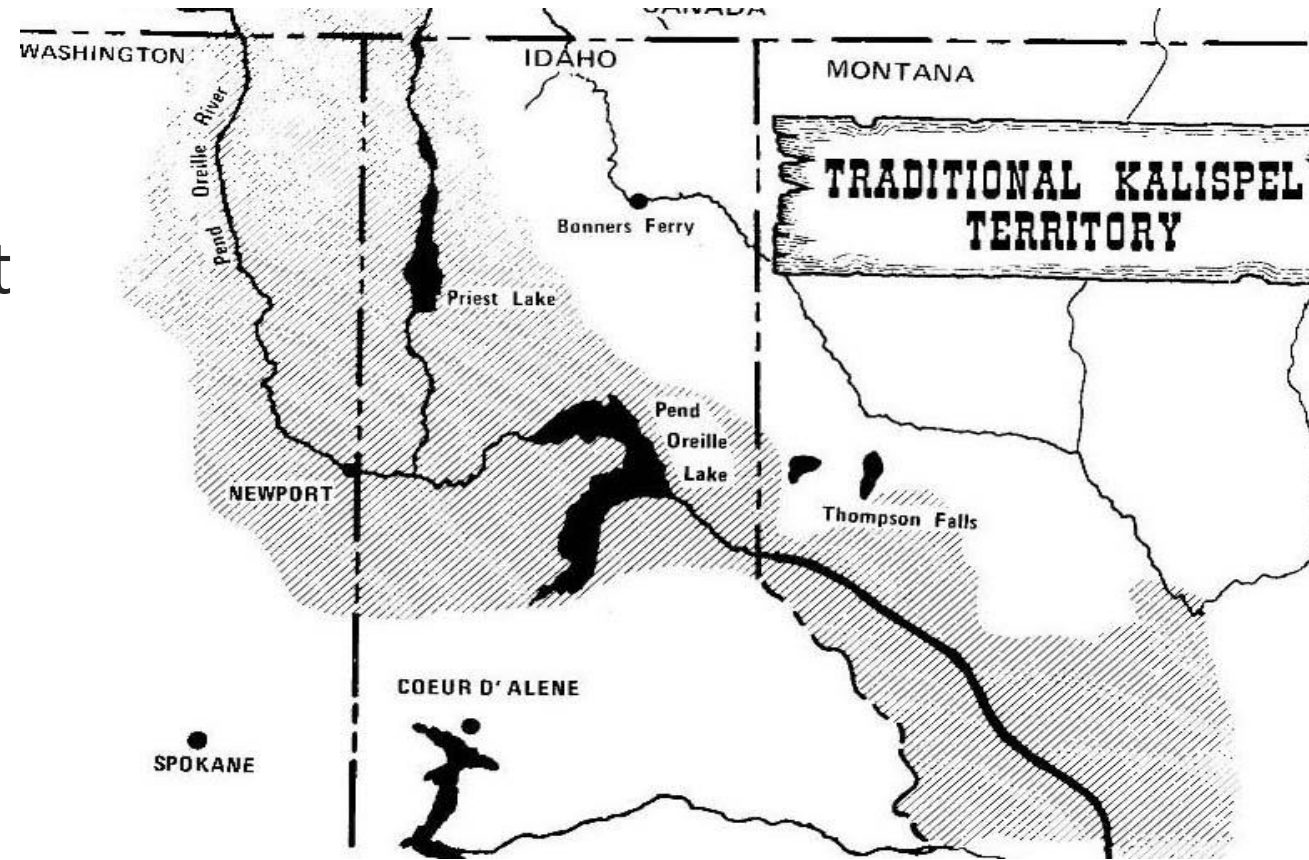 CANADA
WASHINGTON
IDAHO
MONTANA
TRADITIONAL KALISPEL
TERRITORY
Pend Oreille River
Bonners Ferry
Priest Lake
Pend
Oreille
Lake
NEWPORT
Thompson Falls
COEUR D' ALENE
SPOKANE
t